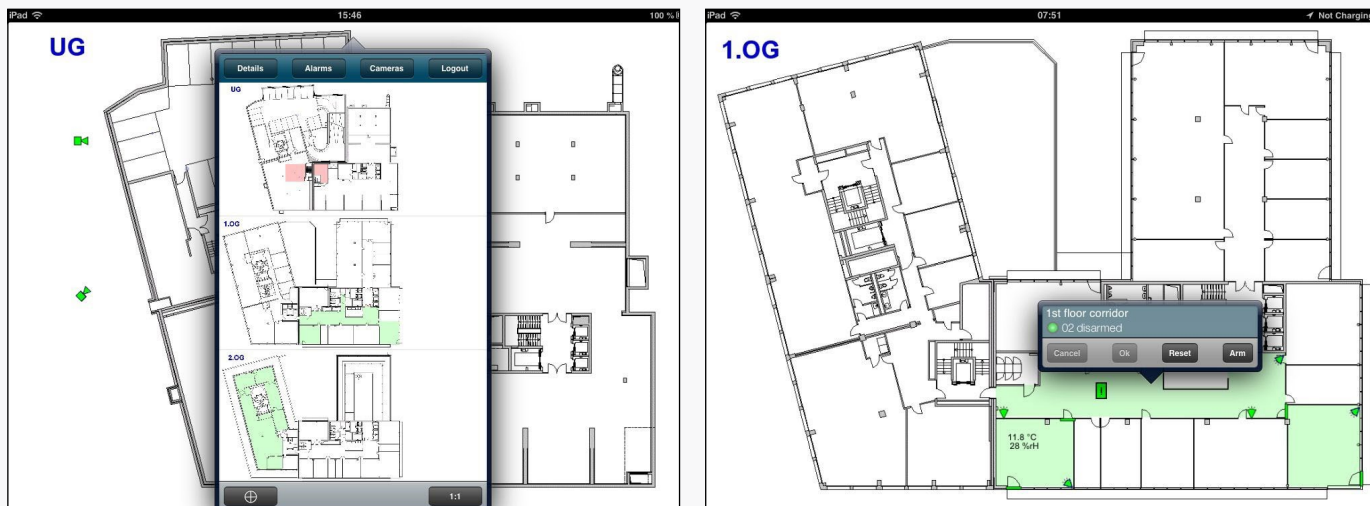 iPad 15:46 100 %
UG
Details Alarms Cameras Logout
UG
1.OG
2.OG
1:1
iPad 07:51 Not Charging
1.OG
1st floor corridor
02 disarmed
Cancel Ok Reset Arm
11.8 °C
28 %rH